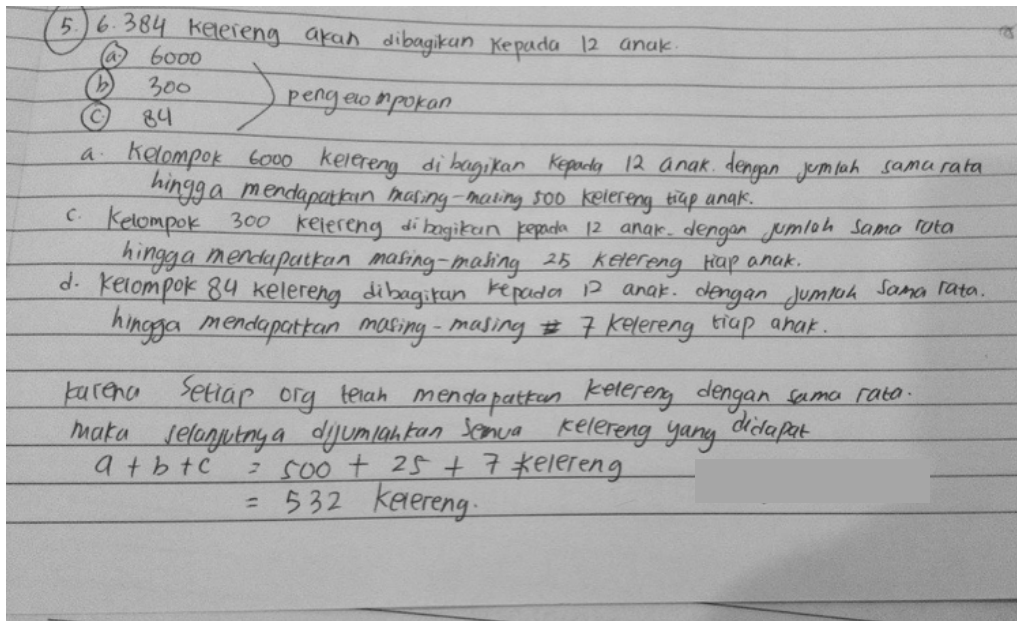 5. 6.384 kelereng akan dibagikan kepada 12 anak.
a. 6000
b 300
c. 84
pengelompokan
a. Kelompok 6000 kelereng dibagikan kepada 12 anak. dengan jumlah sama rata
hingga mendapatkan masing-masing 500 kelereng tiap anak.
c. Kelompok 300 kelereng dibagikan kepada 12 anak. dengan jumlah sama rata
hingga mendapatkan masing-masing 25 kelereng tiap anak.
d. Kelompok 84 kelereng dibagikan kepada 12 anak. dengan jumlah sama rata.
hingga mendapatkan masing-masing 7 kelereng tiap anak.
karena setiap org telah mendapatkan kelereng dengan sama rata.
maka selanjutnya dijumlahkan semua kelereng yang didapat
a + b + c = 500 + 25 + 7 kelereng
= 532 kelereng.